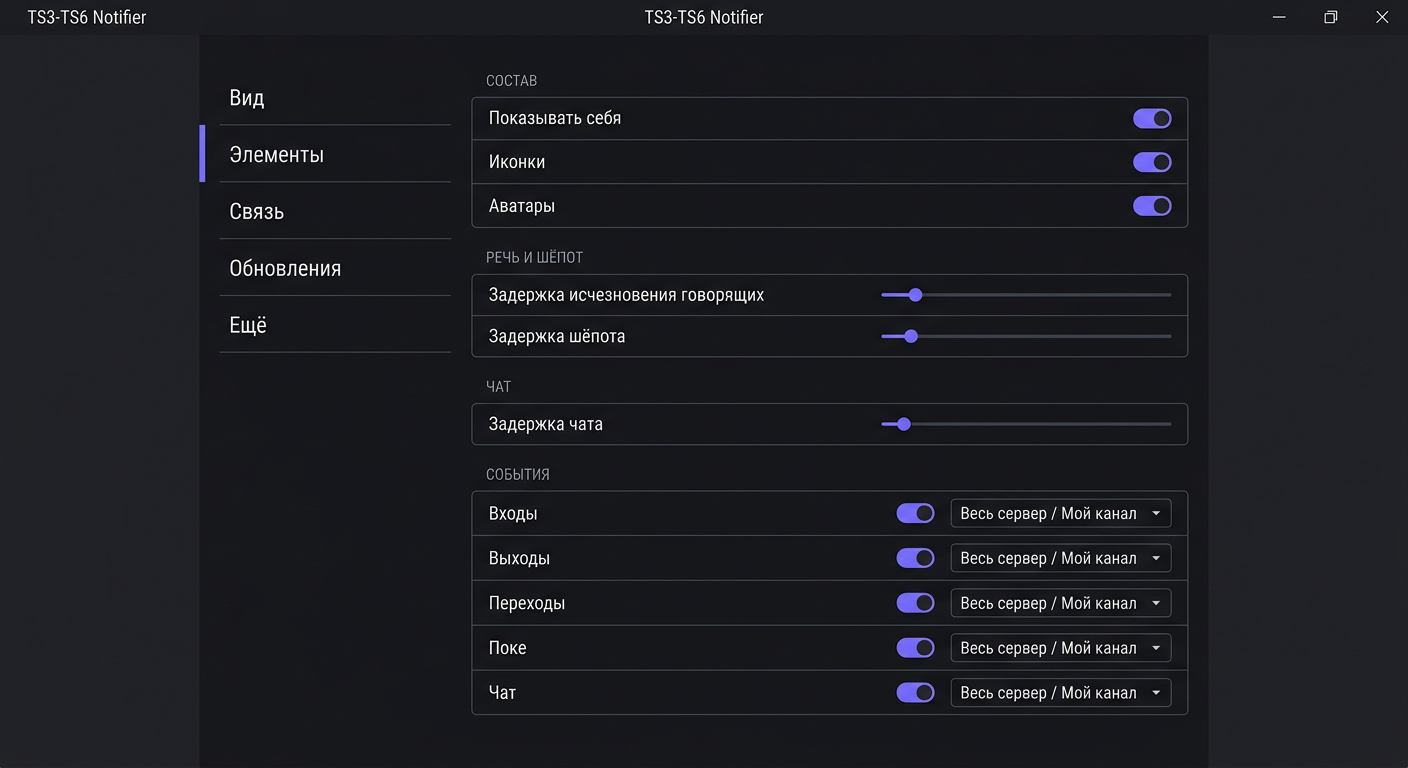 TS3-TS6 Notifier
TS3-TS6 Notifier
Вид
Элементы
Связь
Обновления
Ещё
СОСТАВ
Показывать себя
Иконки
Аватары
РЕЧЬ И ШЁПОТ
Задержка исчезновения говорящих
Задержка шёпота
ЧАТ
Задержка чата
СОБЫТИЯ
Входы Весь сервер / Мой канал
Выходы Весь сервер / Мой канал
Переходы Весь сервер / Мой канал
Поке Весь сервер / Мой канал
Чат Весь сервер / Мой канал